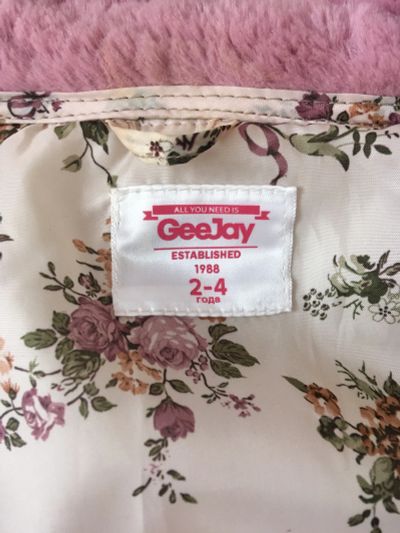 ALL YOU NEED IS
GeeJay
ESTABLISHED
1988
2-4
года